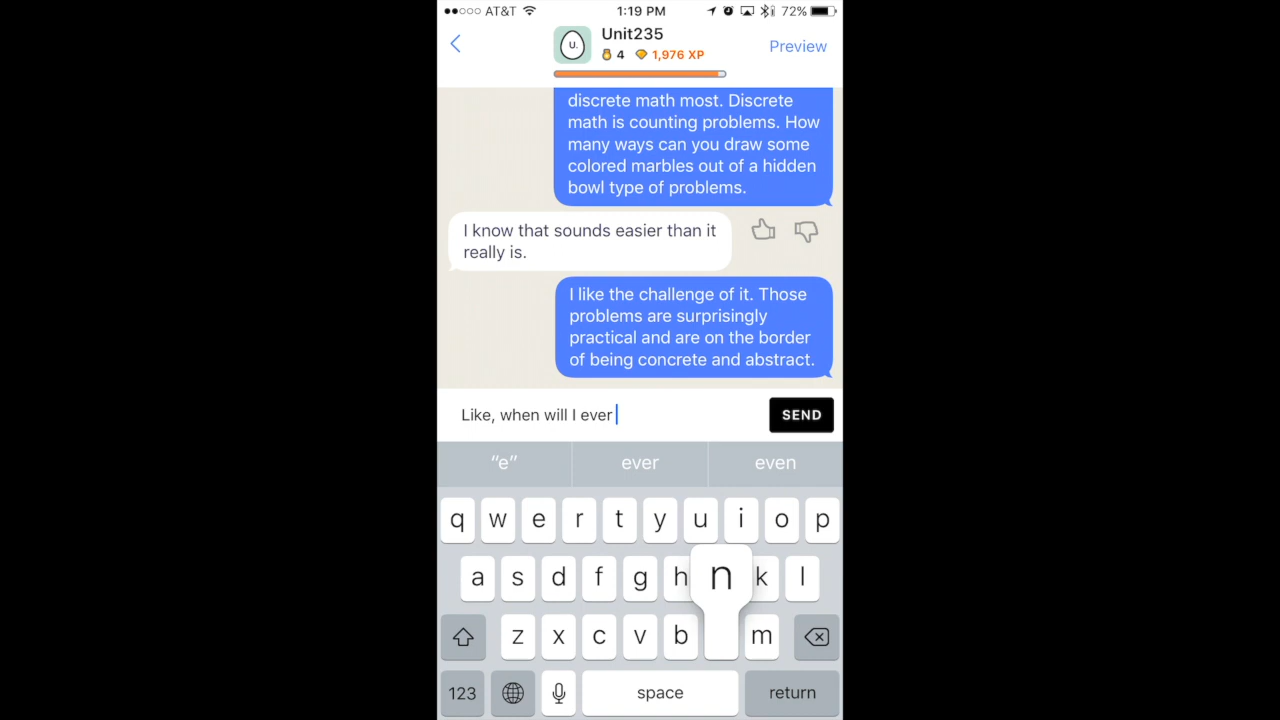 AT&T 1:19 PM 72%
Unit235
U. 4 1,976 XP Preview
discrete math most. Discrete
math is counting problems. How
many ways can you draw some
colored marbles out of a hidden
bowl type of problems.
I know that sounds easier than it
really is.
I like the challenge of it. Those
problems are surprisingly
practical and are on the border
of being concrete and abstract.
Like, when will I ever SEND
“e” ever even
q w e r t y u i o p
a s d f g h n k l
z x c v b m
123 space return